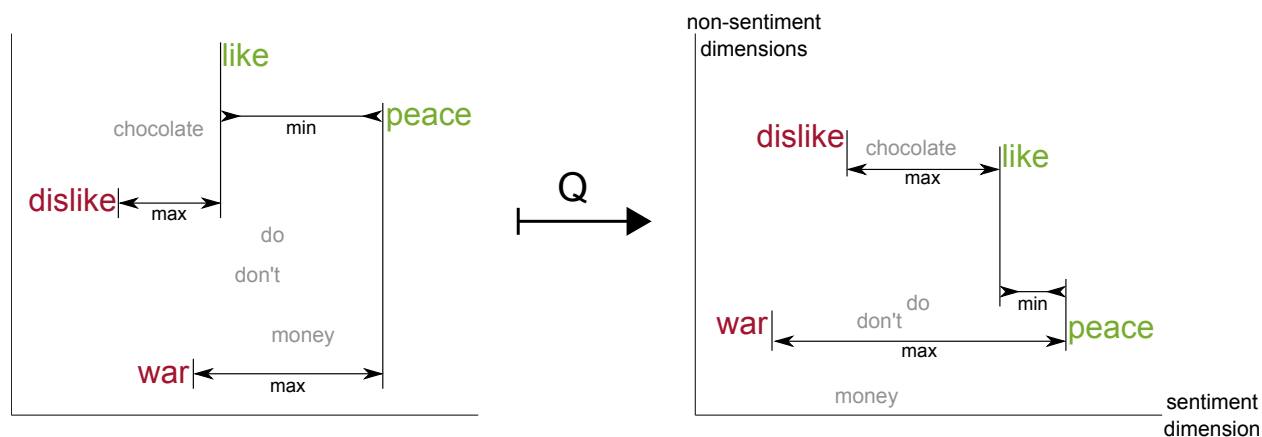 like
chocolate
min
peace
dislike
max
do
don't
money
war
max
Q
non-sentiment
dimensions
dislike
chocolate
like
max
min
do
don't
war
peace
max
money
sentiment
dimension